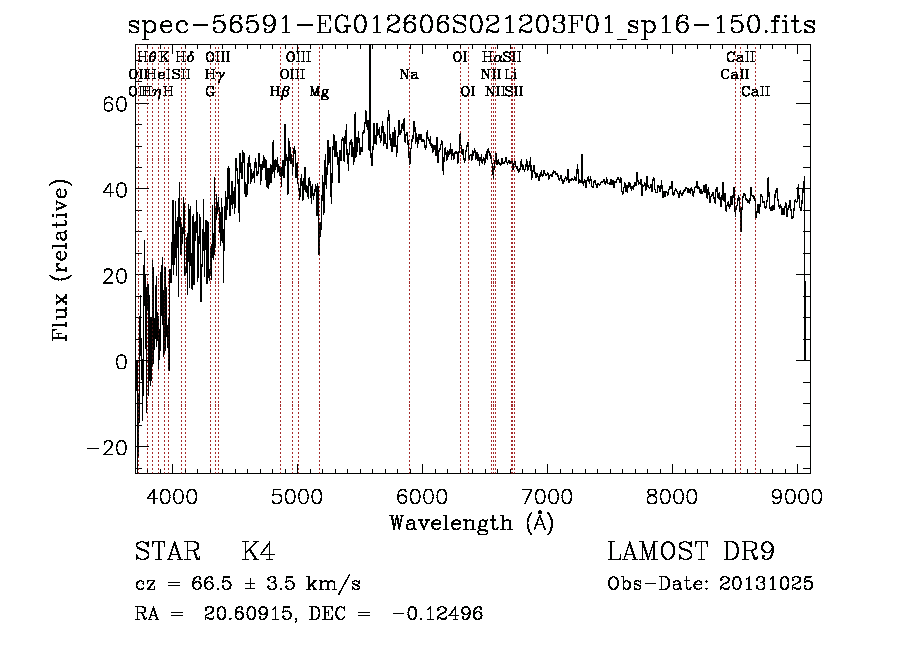 spec-56591-EG012606S021203F01_sp16-150.fits
Hθ K Hδ OIII OIII OI Hα SII CaII
OII HeI SII Hγ OIII Na NII Li CaII
OII Hη H G Hβ Mg OI NII SII CaII
60
40
20
0
-20
Flux (relative)
4000 5000 6000 7000 8000 9000
Wavelength (Å)
STAR K4 LAMOST DR9
cz = 66.5 ± 3.5 km/s Obs-Date: 20131025
RA = 20.60915, DEC = -0.12496